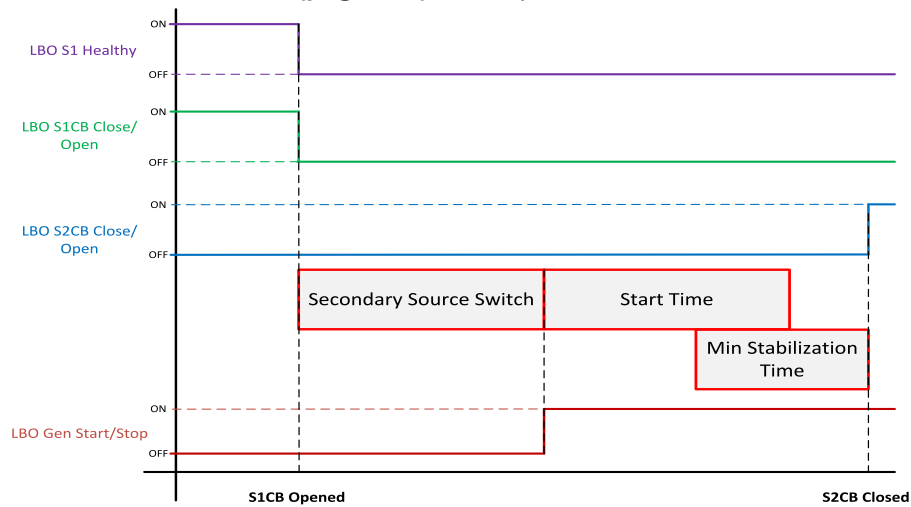 ON
LBO S1 Healthy
OFF
ON
LBO S1CB Close/
Open
OFF
ON
LBO S2CB Close/
Open
OFF
Secondary Source Switch
Start Time
Min Stabilization
Time
ON
LBO Gen Start/Stop
OFF
S1CB Opened
S2CB Closed